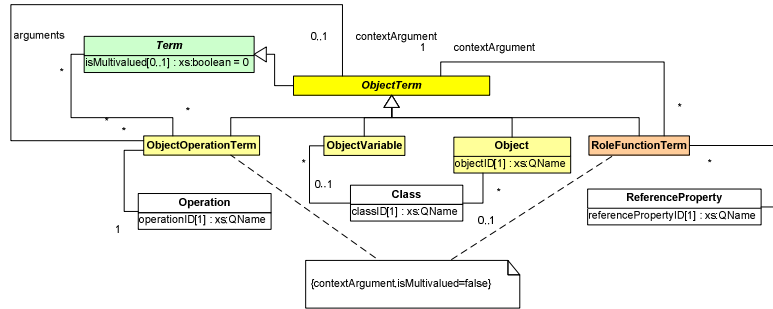 arguments
0,.1
contextArgument
1
contextArgument
Term
isMultivalued[0,.1] : xs:boolean = 0
*
ObjectTerm
*
*
*
*
ObjectOperationTerm
ObjectVariable
Object
objectID[1] : xs:QName
RoleFunctionTerm
*
*
0,.1
*
Operation
operationID[1] : xs:QName
1
Class
classID[1] : xs:QName
0,.1
ReferenceProperty
referencePropertyID[1] : xs:QName
{contextArgument,isMultivalued=false}